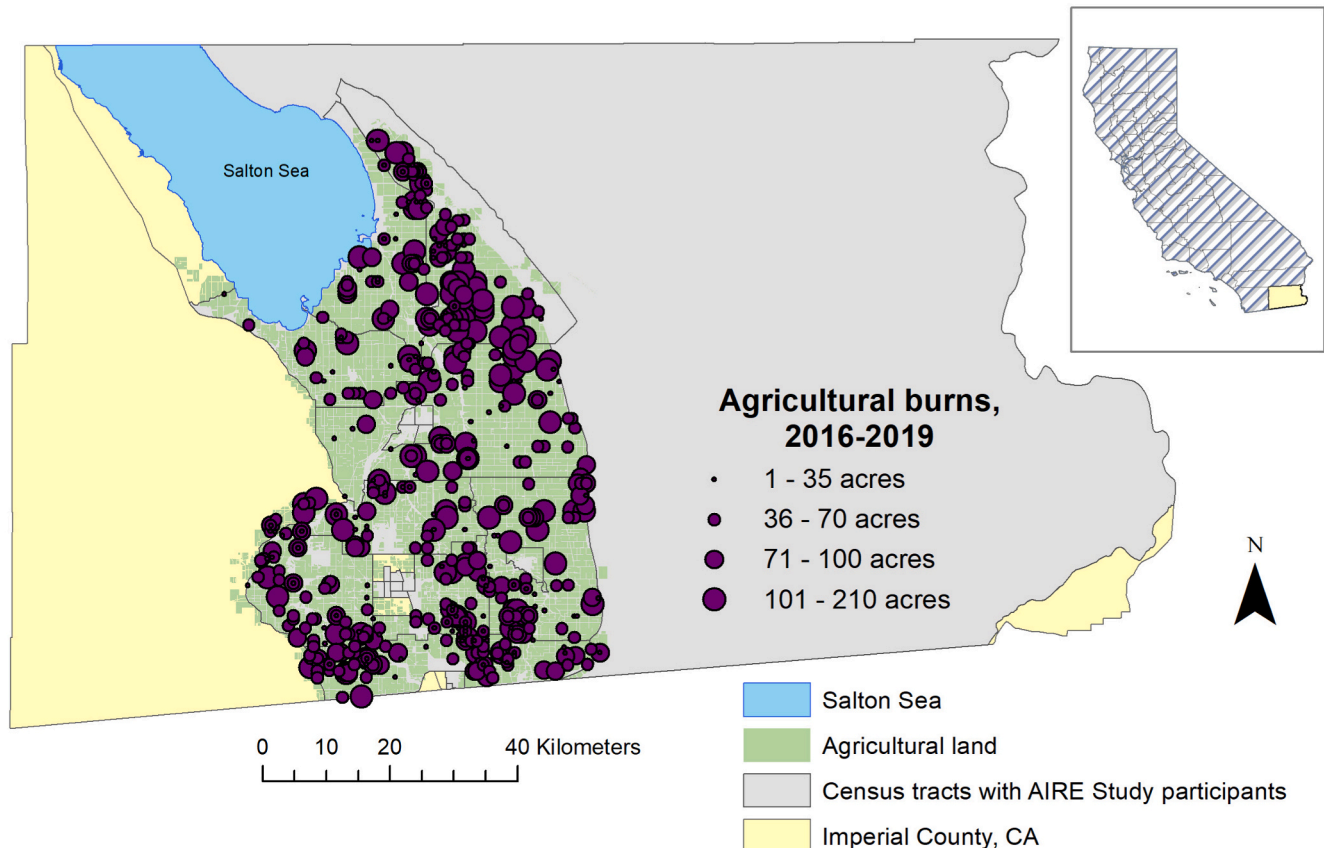 Salton Sea
Agricultural burns,
2016-2019
1 - 35 acres
36 - 70 acres
71 - 100 acres
101 - 210 acres
N
Salton Sea
Agricultural land
Census tracts with AIRE Study participants
Imperial County, CA
0 10 20 40 Kilometers